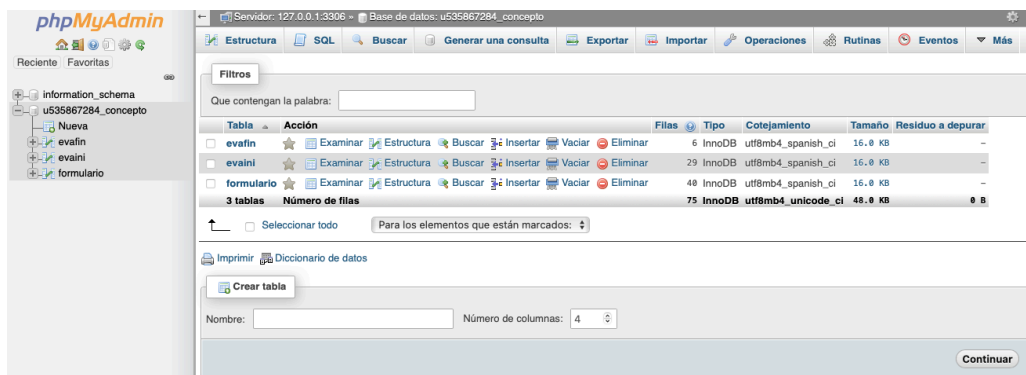 phpMyAdmin
Reciente Favoritas
information_schema
u535867284_concepto
Nueva
evafin
evaini
formulario
Servidor: 127.0.0.1:3306 » Base de datos: u535867284_concepto
Estructura SQL Buscar Generar una consulta Exportar Importar Operaciones Rutinas Eventos Más
Filtros
Que contengan la palabra:
Tabla Acción Filas Tipo Cotejamiento Tamaño Residuo a depurar
evafin Examinar Estructura Buscar Insertar Vaciar Eliminar 6 InnoDB utf8mb4_spanish_ci 16.0 KB -
evaini Examinar Estructura Buscar Insertar Vaciar Eliminar 29 InnoDB utf8mb4_spanish_ci 16.0 KB -
formulario Examinar Estructura Buscar Insertar Vaciar Eliminar 40 InnoDB utf8mb4_spanish_ci 16.0 KB -
3 tablas Número de filas 75 InnoDB utf8mb4_unicode_ci 48.0 KB 0 B
Seleccionar todo Para los elementos que están marcados:
Imprimir Diccionario de datos
Crear tabla
Nombre: Número de columnas: 4
Continuar